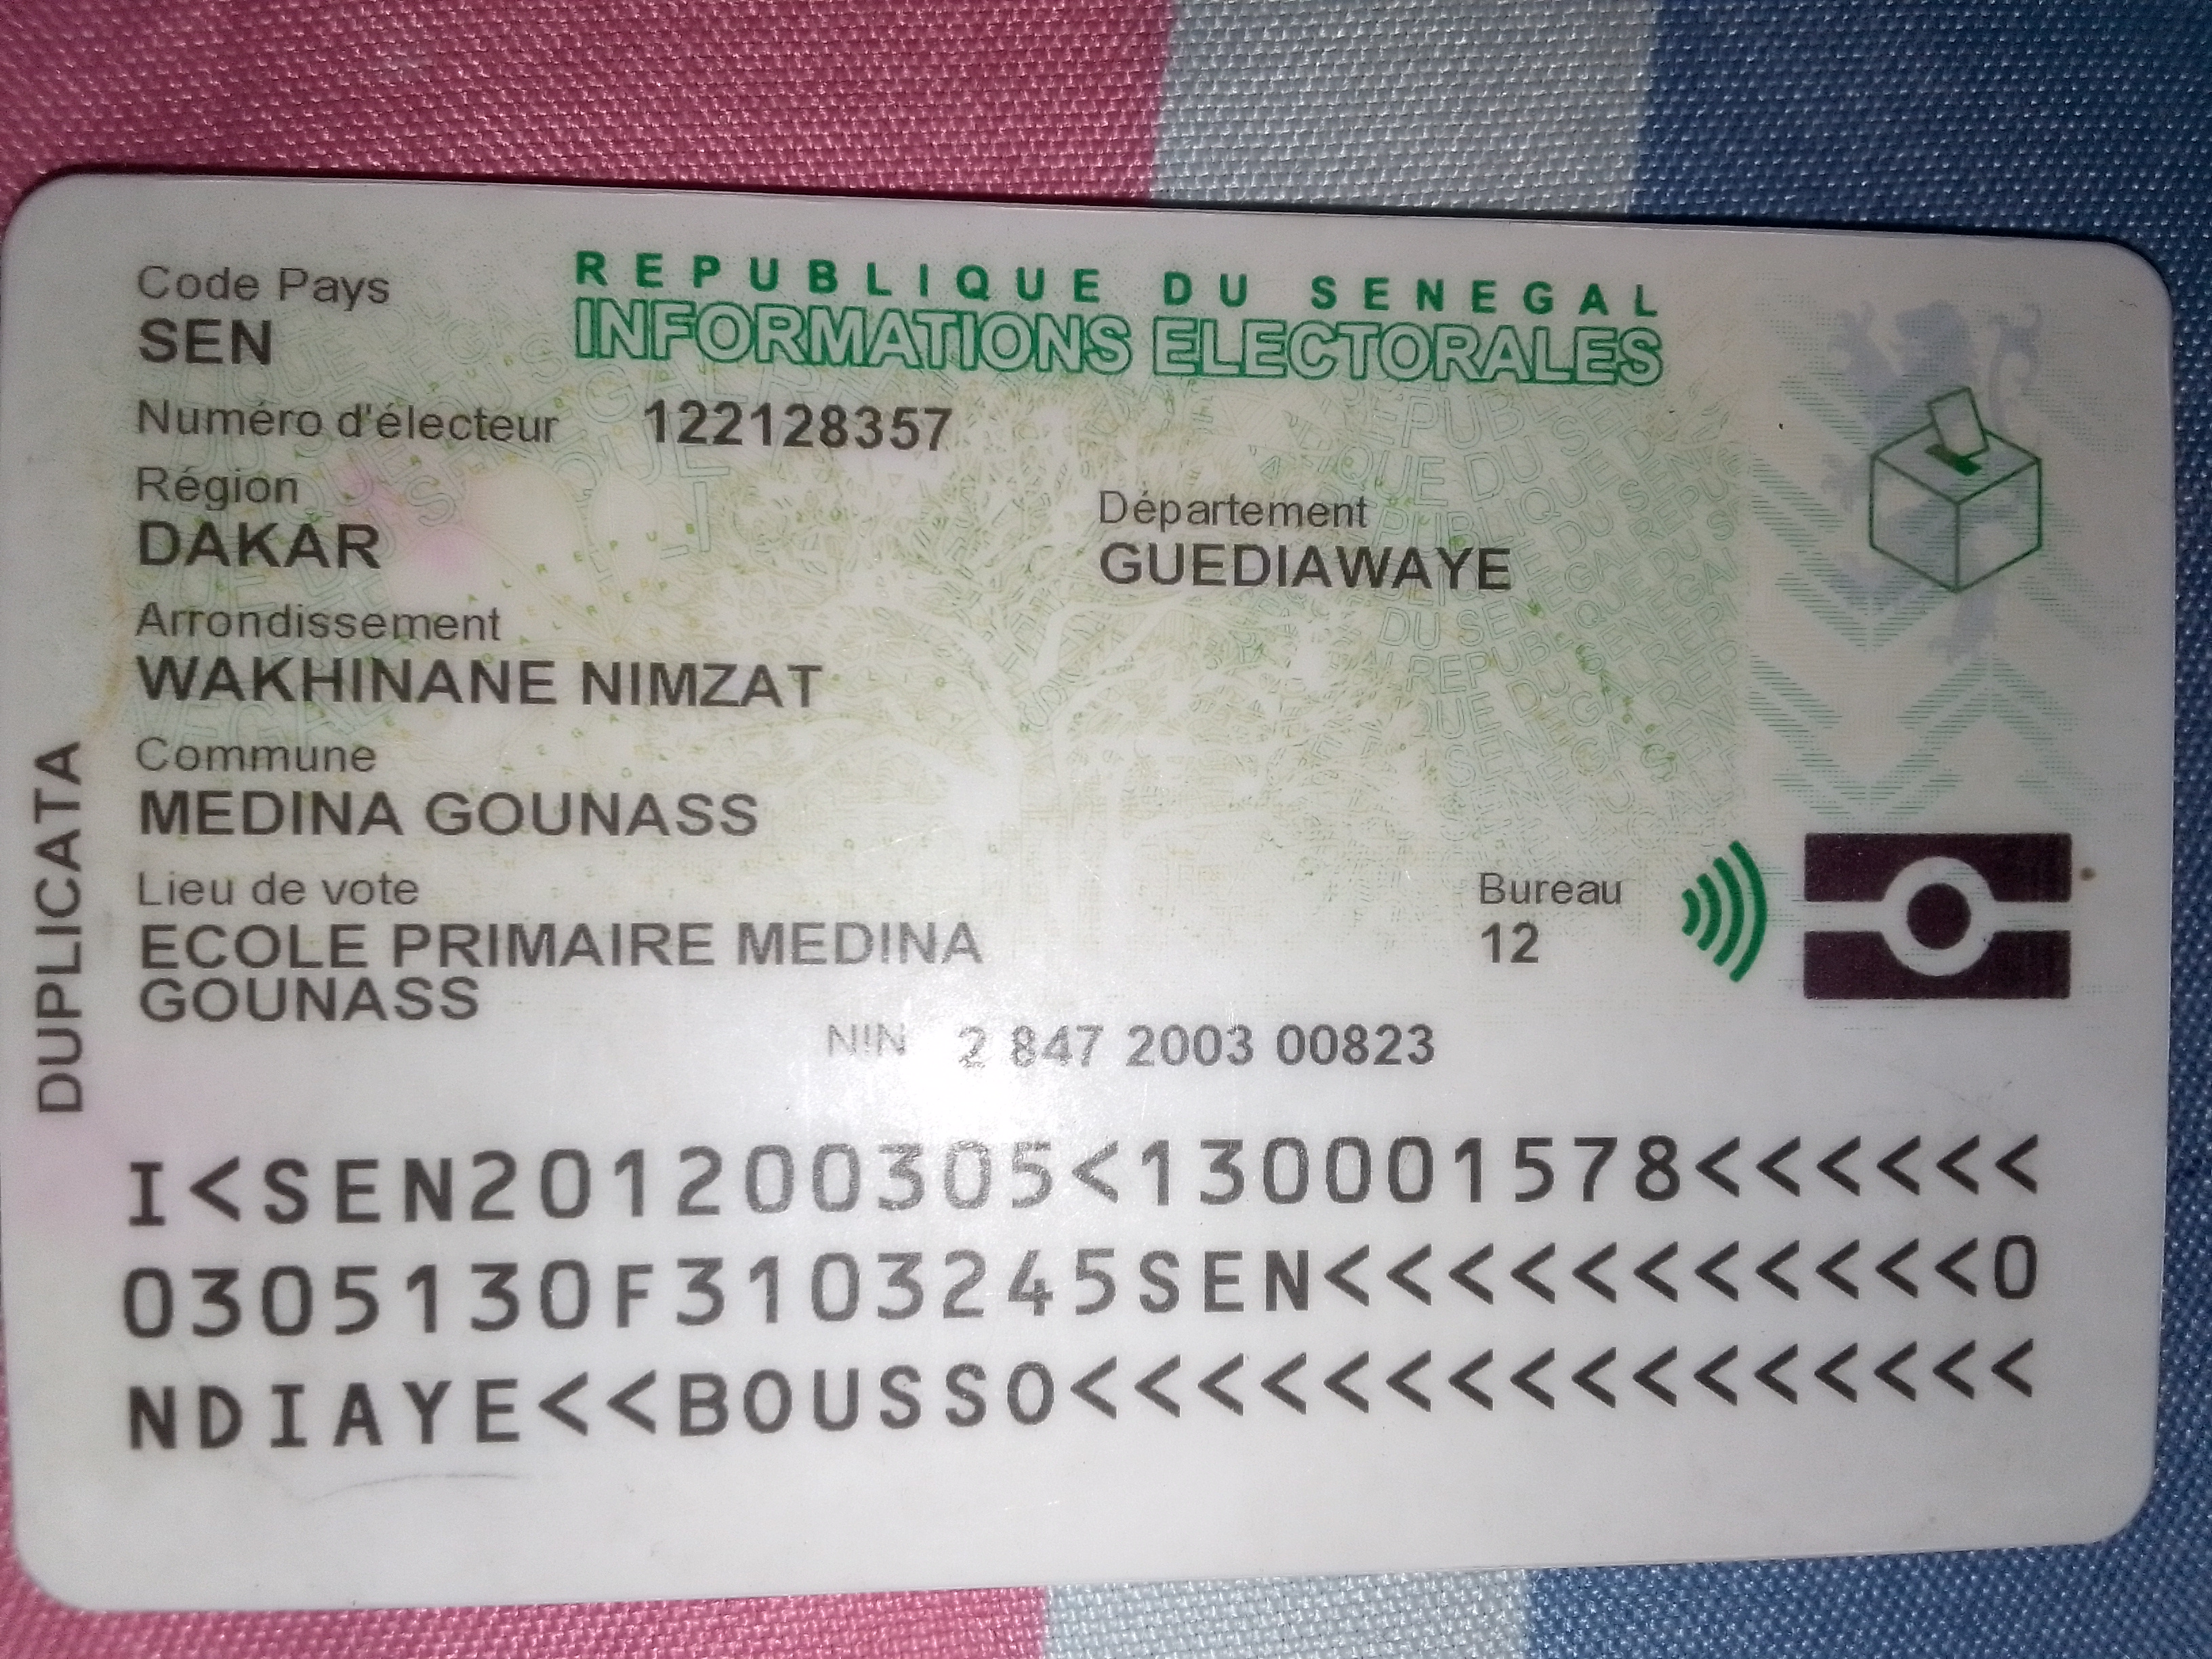 REPUBLIQUE DU SENEGAL
INFORMATIONS ELECTORALES
Code Pays
SEN
Numéro d'électeur 122128357
Région
DAKAR
Département
GUEDIAWAYE
Arrondissement
WAKHINANE NIMZAT
Commune
MEDINA GOUNASS
Lieu de vote
ECOLE PRIMAIRE MEDINA
GOUNASS
Bureau
12
NIN 2 847 2003 00823
DUPLICATA
I<SEN201200305<130001578<<<<<<
0305130F3103245SEN<<<<<<<<<<<0
NDIAYE<<BOUSSO<<<<<<<<<<<<<<<<